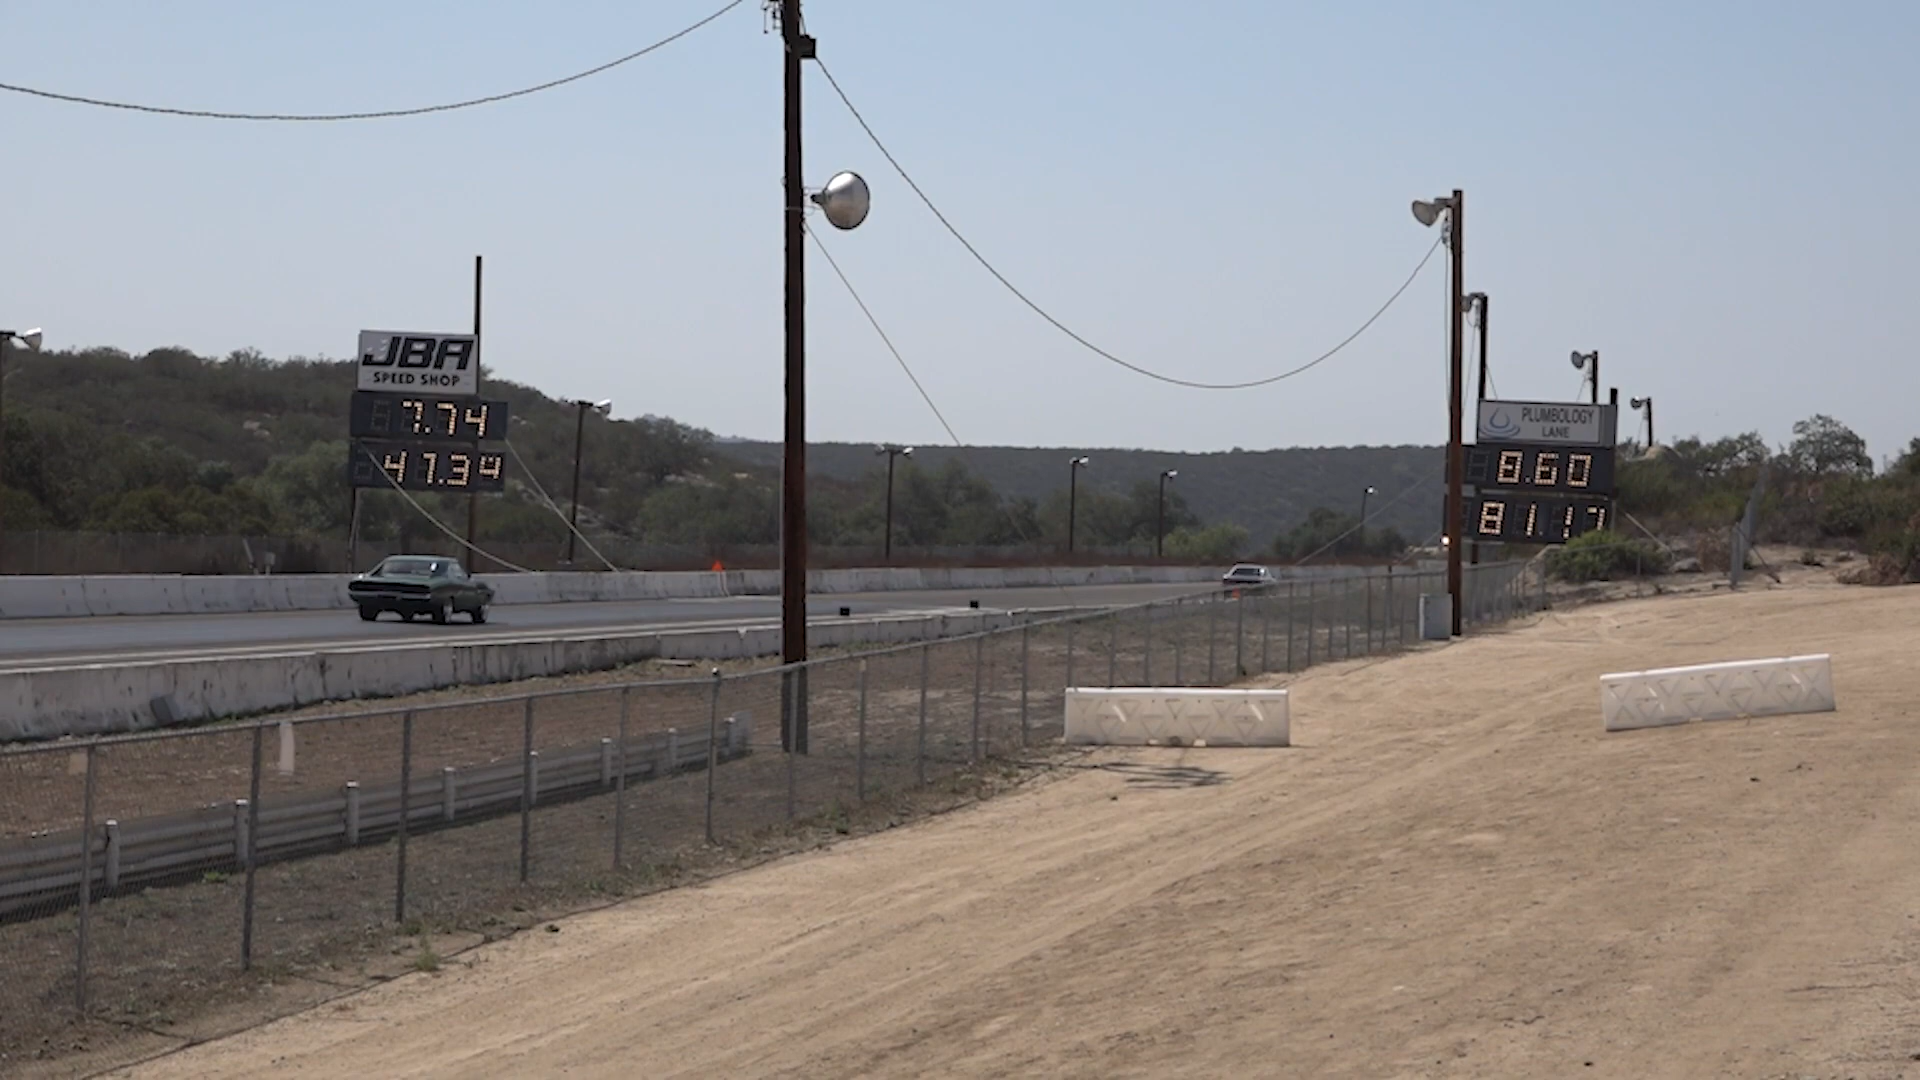 JBA
SPEED SHOP
7.74
47.34
PLUMBOLOGY
LANE
8.60
81.17